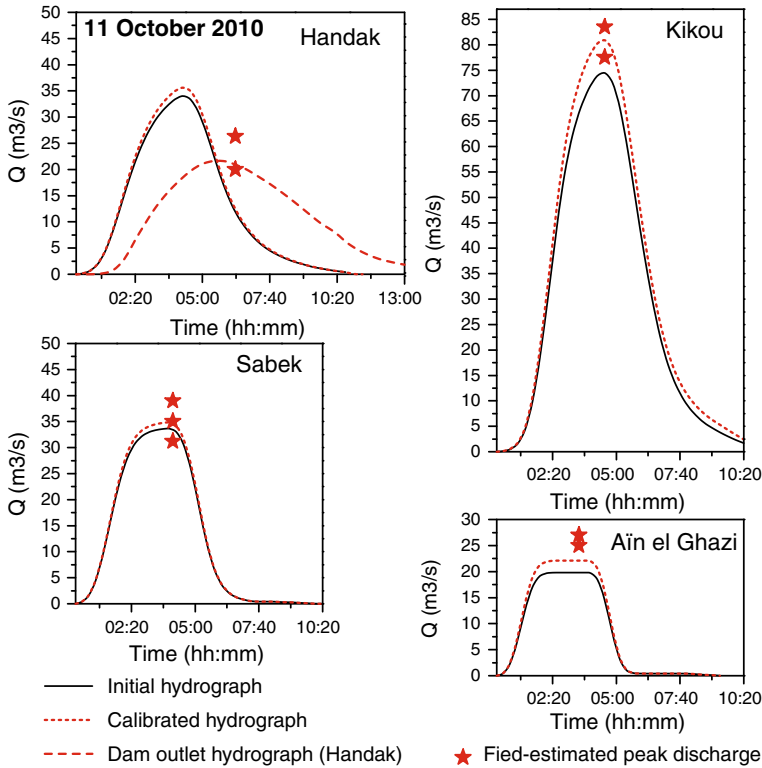 11 October 2010
Handak
Q (m3/s)
50
45
40
35
30
25
20
15
10
5
0
02:20 05:00 07:40 10:20 13:00
Time (hh:mm)
Kikou
Q (m3/s)
85
80
75
70
65
60
55
50
45
40
35
30
25
20
15
10
5
0
02:20 05:00 07:40 10:20
Time (hh:mm)
Sabek
Q (m3/s)
50
45
40
35
30
25
20
15
10
5
0
02:20 05:00 07:40 10:20
Time (hh:mm)
Aïn el Ghazi
Q (m3/s)
30
25
20
15
10
5
0
02:20 05:00 07:40 10:20
Time (hh:mm)
Initial hydrograph
Calibrated hydrograph
Dam outlet hydrograph (Handak)
Fied-estimated peak discharge